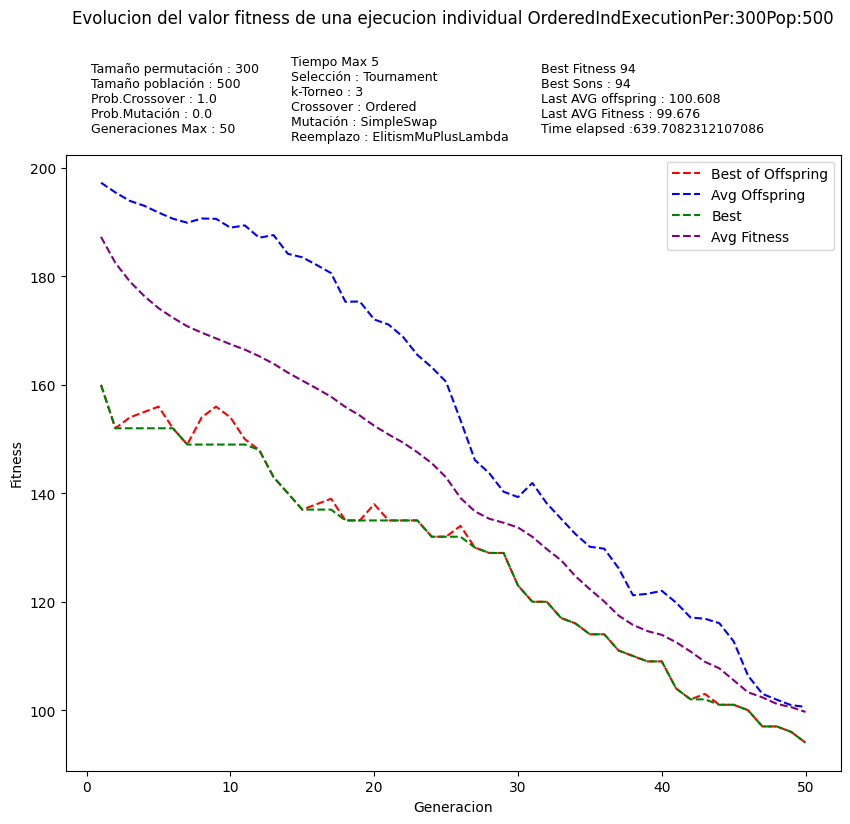 Evolucion del valor fitness de una ejecucion individual OrderedIndExecutionPer:300Pop:500
Tamaño permutación : 300
Tamaño población : 500
Prob.Crossover : 1.0
Prob.Mutación : 0.0
Generaciones Max : 50
Tiempo Max 5
Selección : Tournament
k-Torneo : 3
Crossover : Ordered
Mutación : SimpleSwap
Reemplazo : ElitismMuPlusLambda
Best Fitness 94
Best Sons : 94
Last AVG offspring : 100.608
Last AVG Fitness : 99.676
Time elapsed :639.7082312107086
Best of Offspring
Avg Offspring
Best
Avg Fitness
Fitness
200
180
160
140
120
100
0 10 20 30 40 50
Generacion